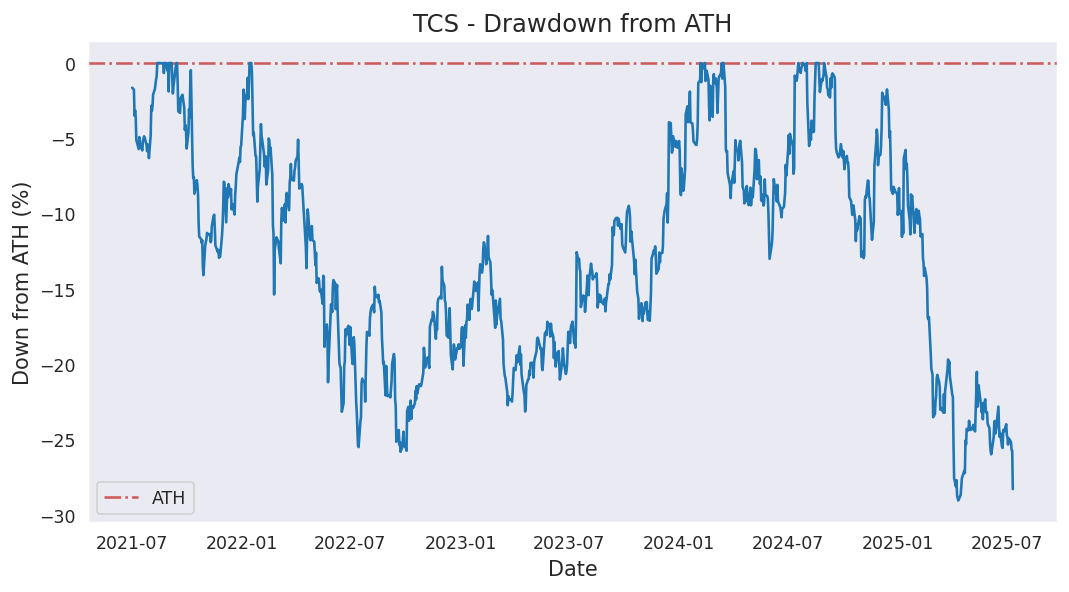 TCS - Drawdown from ATH
Down from ATH (%)
0
−5
−10
−15
−20
−25
−30
ATH
2021-07 2022-01 2022-07 2023-01 2023-07 2024-01 2024-07 2025-01 2025-07
Date